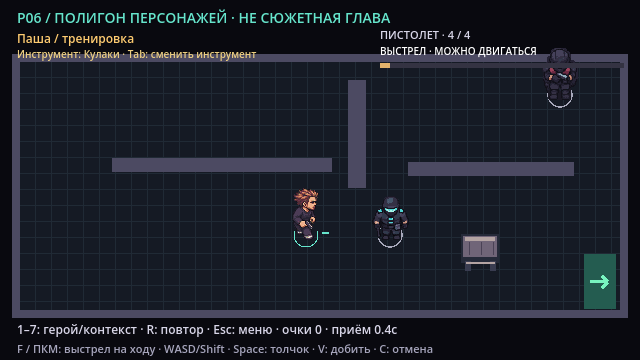 P06 / ПОЛИГОН ПЕРСОНАЖЕЙ · НЕ СЮЖЕТНАЯ ГЛАВА
Паша / тренировка
Инструмент: Кулаки · Tab: сменить инструмент
ПИСТОЛЕТ · 4 / 4
ВЫСТРЕЛ · МОЖНО ДВИГАТЬСЯ
1–7: герой/контекст · R: повтор · Esc: меню · очки 0 · приём 0.4с
F / ПКМ: выстрел на ходу · WASD/Shift · Space: толчок · V: добить · C: отмена